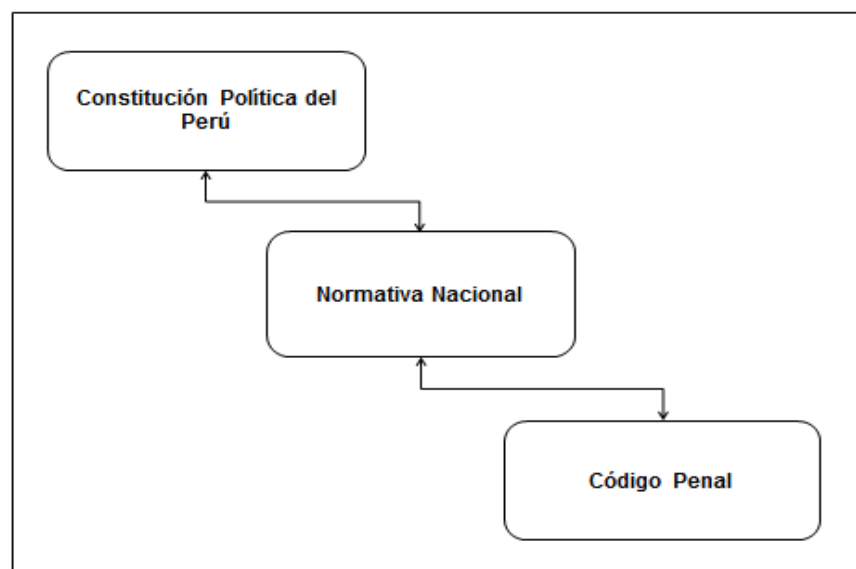 Constitución Política del
Perú
Normativa Nacional
Código Penal